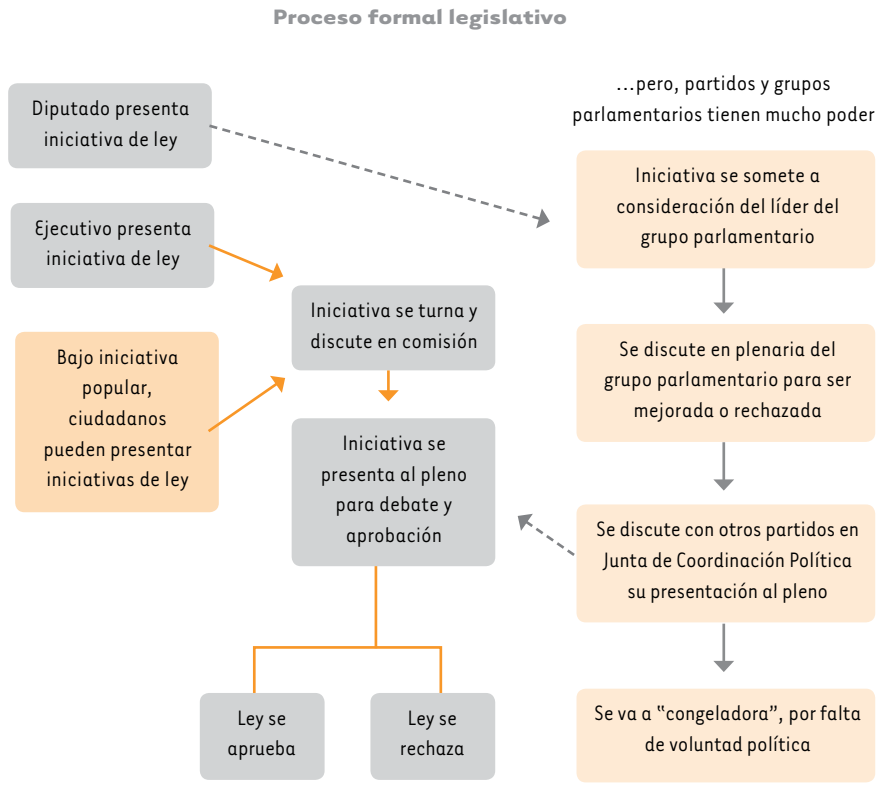 Proceso formal legislativo
Diputado presenta
iniciativa de ley
Ejecutivo presenta
iniciativa de ley
Bajo iniciativa
popular,
ciudadanos
pueden presentar
iniciativas de ley
Iniciativa se turna y
discute en comisión
Iniciativa se
presenta al pleno
para debate y
aprobación
Ley se
aprueba
Ley se
rechaza
...pero, partidos y grupos
parlamentarios tienen mucho poder
Iniciativa se somete a
consideración del líder del
grupo parlamentario
Se discute en plenaria del
grupo parlamentario para ser
mejorada o rechazada
Se discute con otros partidos en
Junta de Coordinación Política
su presentación al pleno
Se va a "congeladora", por falta
de voluntad política